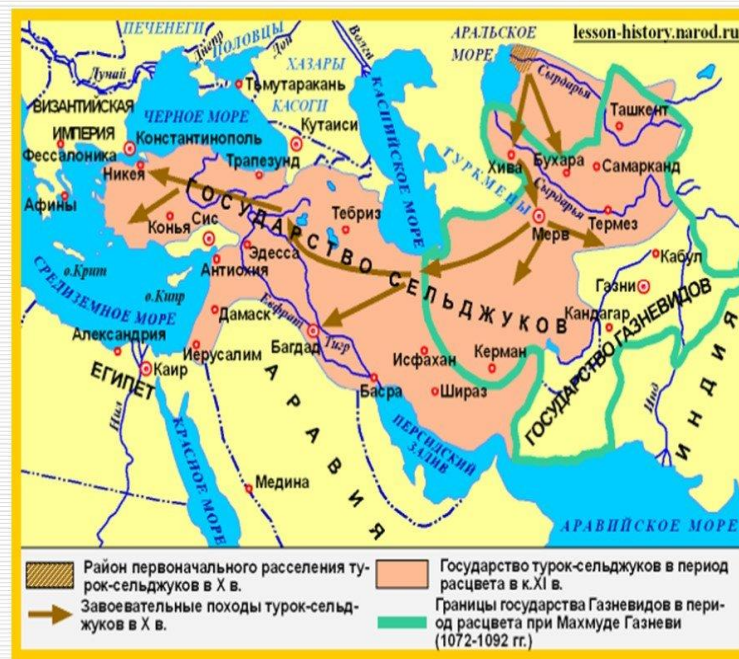 ПЕЧЕНЕГИ
ПОЛОВЦЫ
Днепр
Дон
ХАЗАРЫ
Волга
АРАЛЬСКОЕ
МОРЕ
lesson-history.narod.ru
Дунай
Тьмутаракань
КАСОГИ
Сырдарья
Ташкент
ВИЗАНТИЙСКАЯ
ИМПЕРИЯ
ЧЕРНОЕ МОРЕ
Константинополь
Кутаиси
КАСПИЙСКОЕ МОРЕ
Фессалоника
Никея
Трапезунд
ТУРКМЕНЫ
Хива
Бухара
Самарканд
Сырдарья
Афины
Конья
Сис
Тебриз
Мерв
Термез
ГОСУДАРСТВО СЕЛЬДЖУКОВ
Эдесса
Антиохия
Кабул
Газни
о.Крит
о.Кипр
СРЕДИЗЕМНОЕ МОРЕ
Дамаск
Евфрат
Тигр
Кандагар
ГОСУДАРСТВО ГАЗНЕВИДОВ
Александрия
Иерусалим
Багдад
Исфахан
Керман
ЕГИПЕТ
Каир
Басра
Шираз
Инд
ИНДИЯ
Нил
КРАСНОЕ МОРЕ
АРАВИЯ
ПЕРСИДСКИЙ
ЗАЛИВ
Медина
АРАВИЙСКОЕ МОРЕ
Район первоначального расселения ту-
рок-сельджуков в X в.
Завоевательные походы турок-сельд-
жуков в X в.
Государство турок-сельджуков в период
расцвета в к.XI в.
Границы государства Газневидов в пери-
од расцвета при Махмуде Газневи
(1072-1092 гг.)